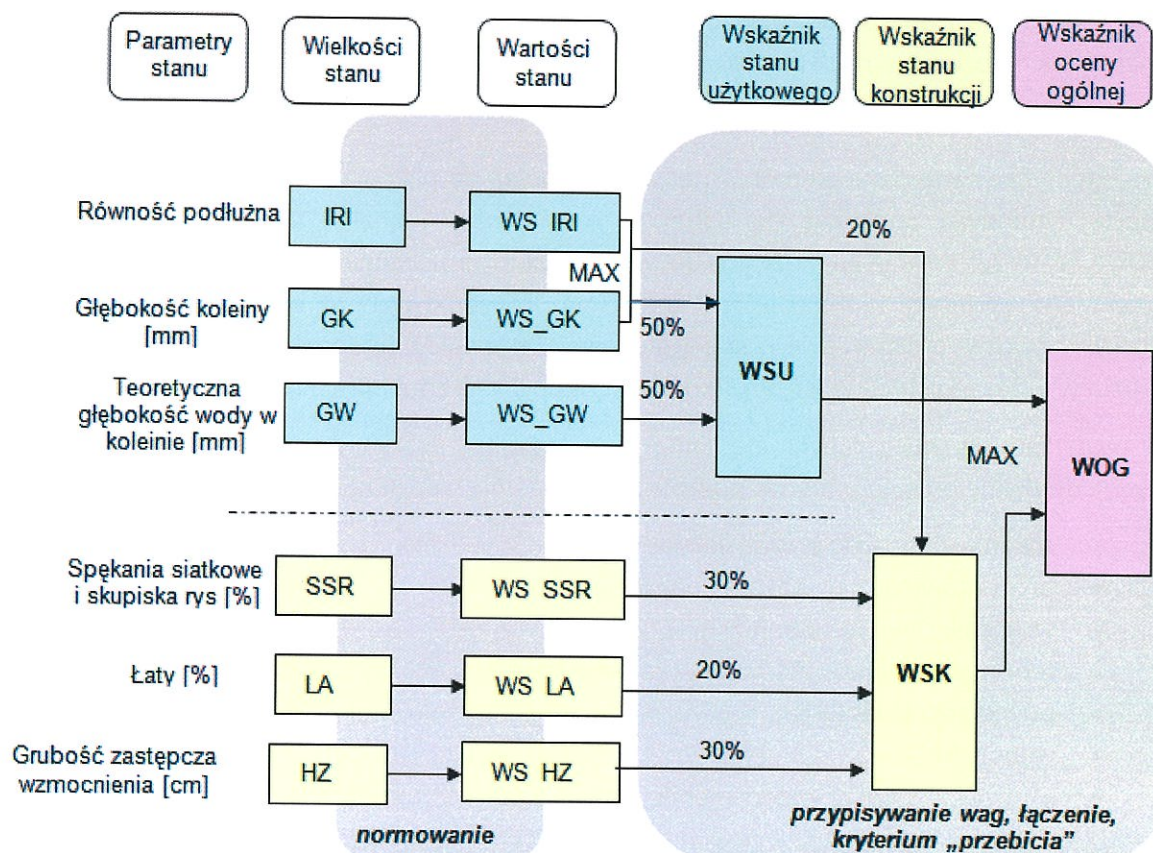 Parametry
stanu
Wielkości
stanu
Wartości
stanu
Wskaźnik
stanu
użytkowego
Wskaźnik
stanu
konstrukcji
Wskaźnik
oceny
ogólnej
Równość podłużna
IRI
WS IRI
20%
MAX
Głębokość koleiny
[mm]
GK
WS_GK
50%
WSU
Teoretyczna
głębokość wody w
koleinie [mm]
GW
WS_GW
50%
MAX
WOG
Spękania siatkowe
i skupiska rys [%]
SSR
WS SSR
30%
Łaty [%]
LA
WS LA
20%
WSK
Grubość zastępcza
wzmocnienia [cm]
HZ
WS HZ
30%
normowanie
przypisywanie wag, łączenie,
kryterium „przebicia”